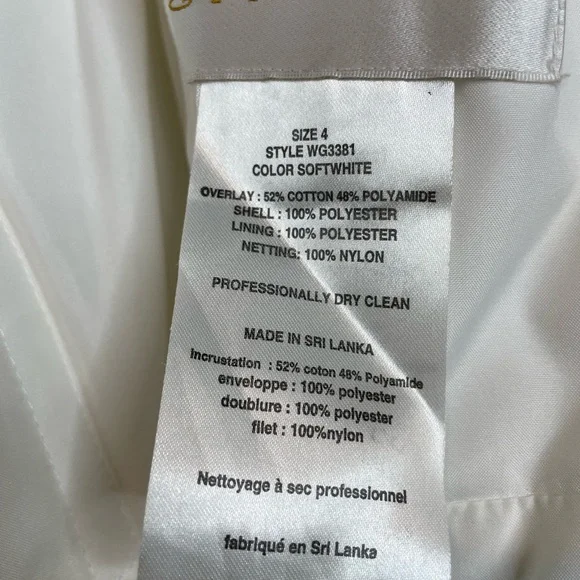 SIZE 4
STYLE WG3381
COLOR SOFTWHITE
OVERLAY : 52% COTTON 48% POLYAMIDE
SHELL : 100% POLYESTER
LINING : 100% POLYESTER
NETTING: 100% NYLON
PROFESSIONALLY DRY CLEAN
MADE IN SRI LANKA
Incrustation : 52% coton 48% Polyamide
enveloppe : 100% polyester
doublure : 100% polyester
filet : 100%nylon
Nettoyage à sec professionnel
fabriqué en Sri Lanka